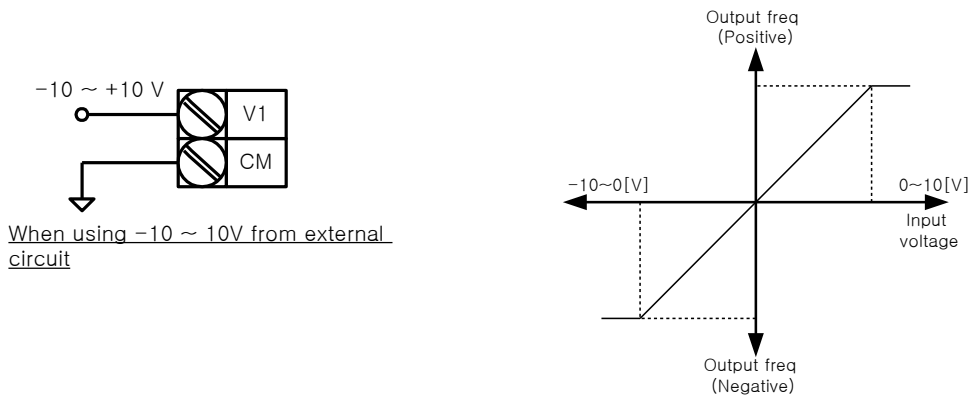 −10 ~ +10 V
V1
CM
When using −10 ~ 10V from external
circuit
Output freq
(Positive)
−10~0[V]
0~10[V]
Input
voltage
Output freq
(Negative)